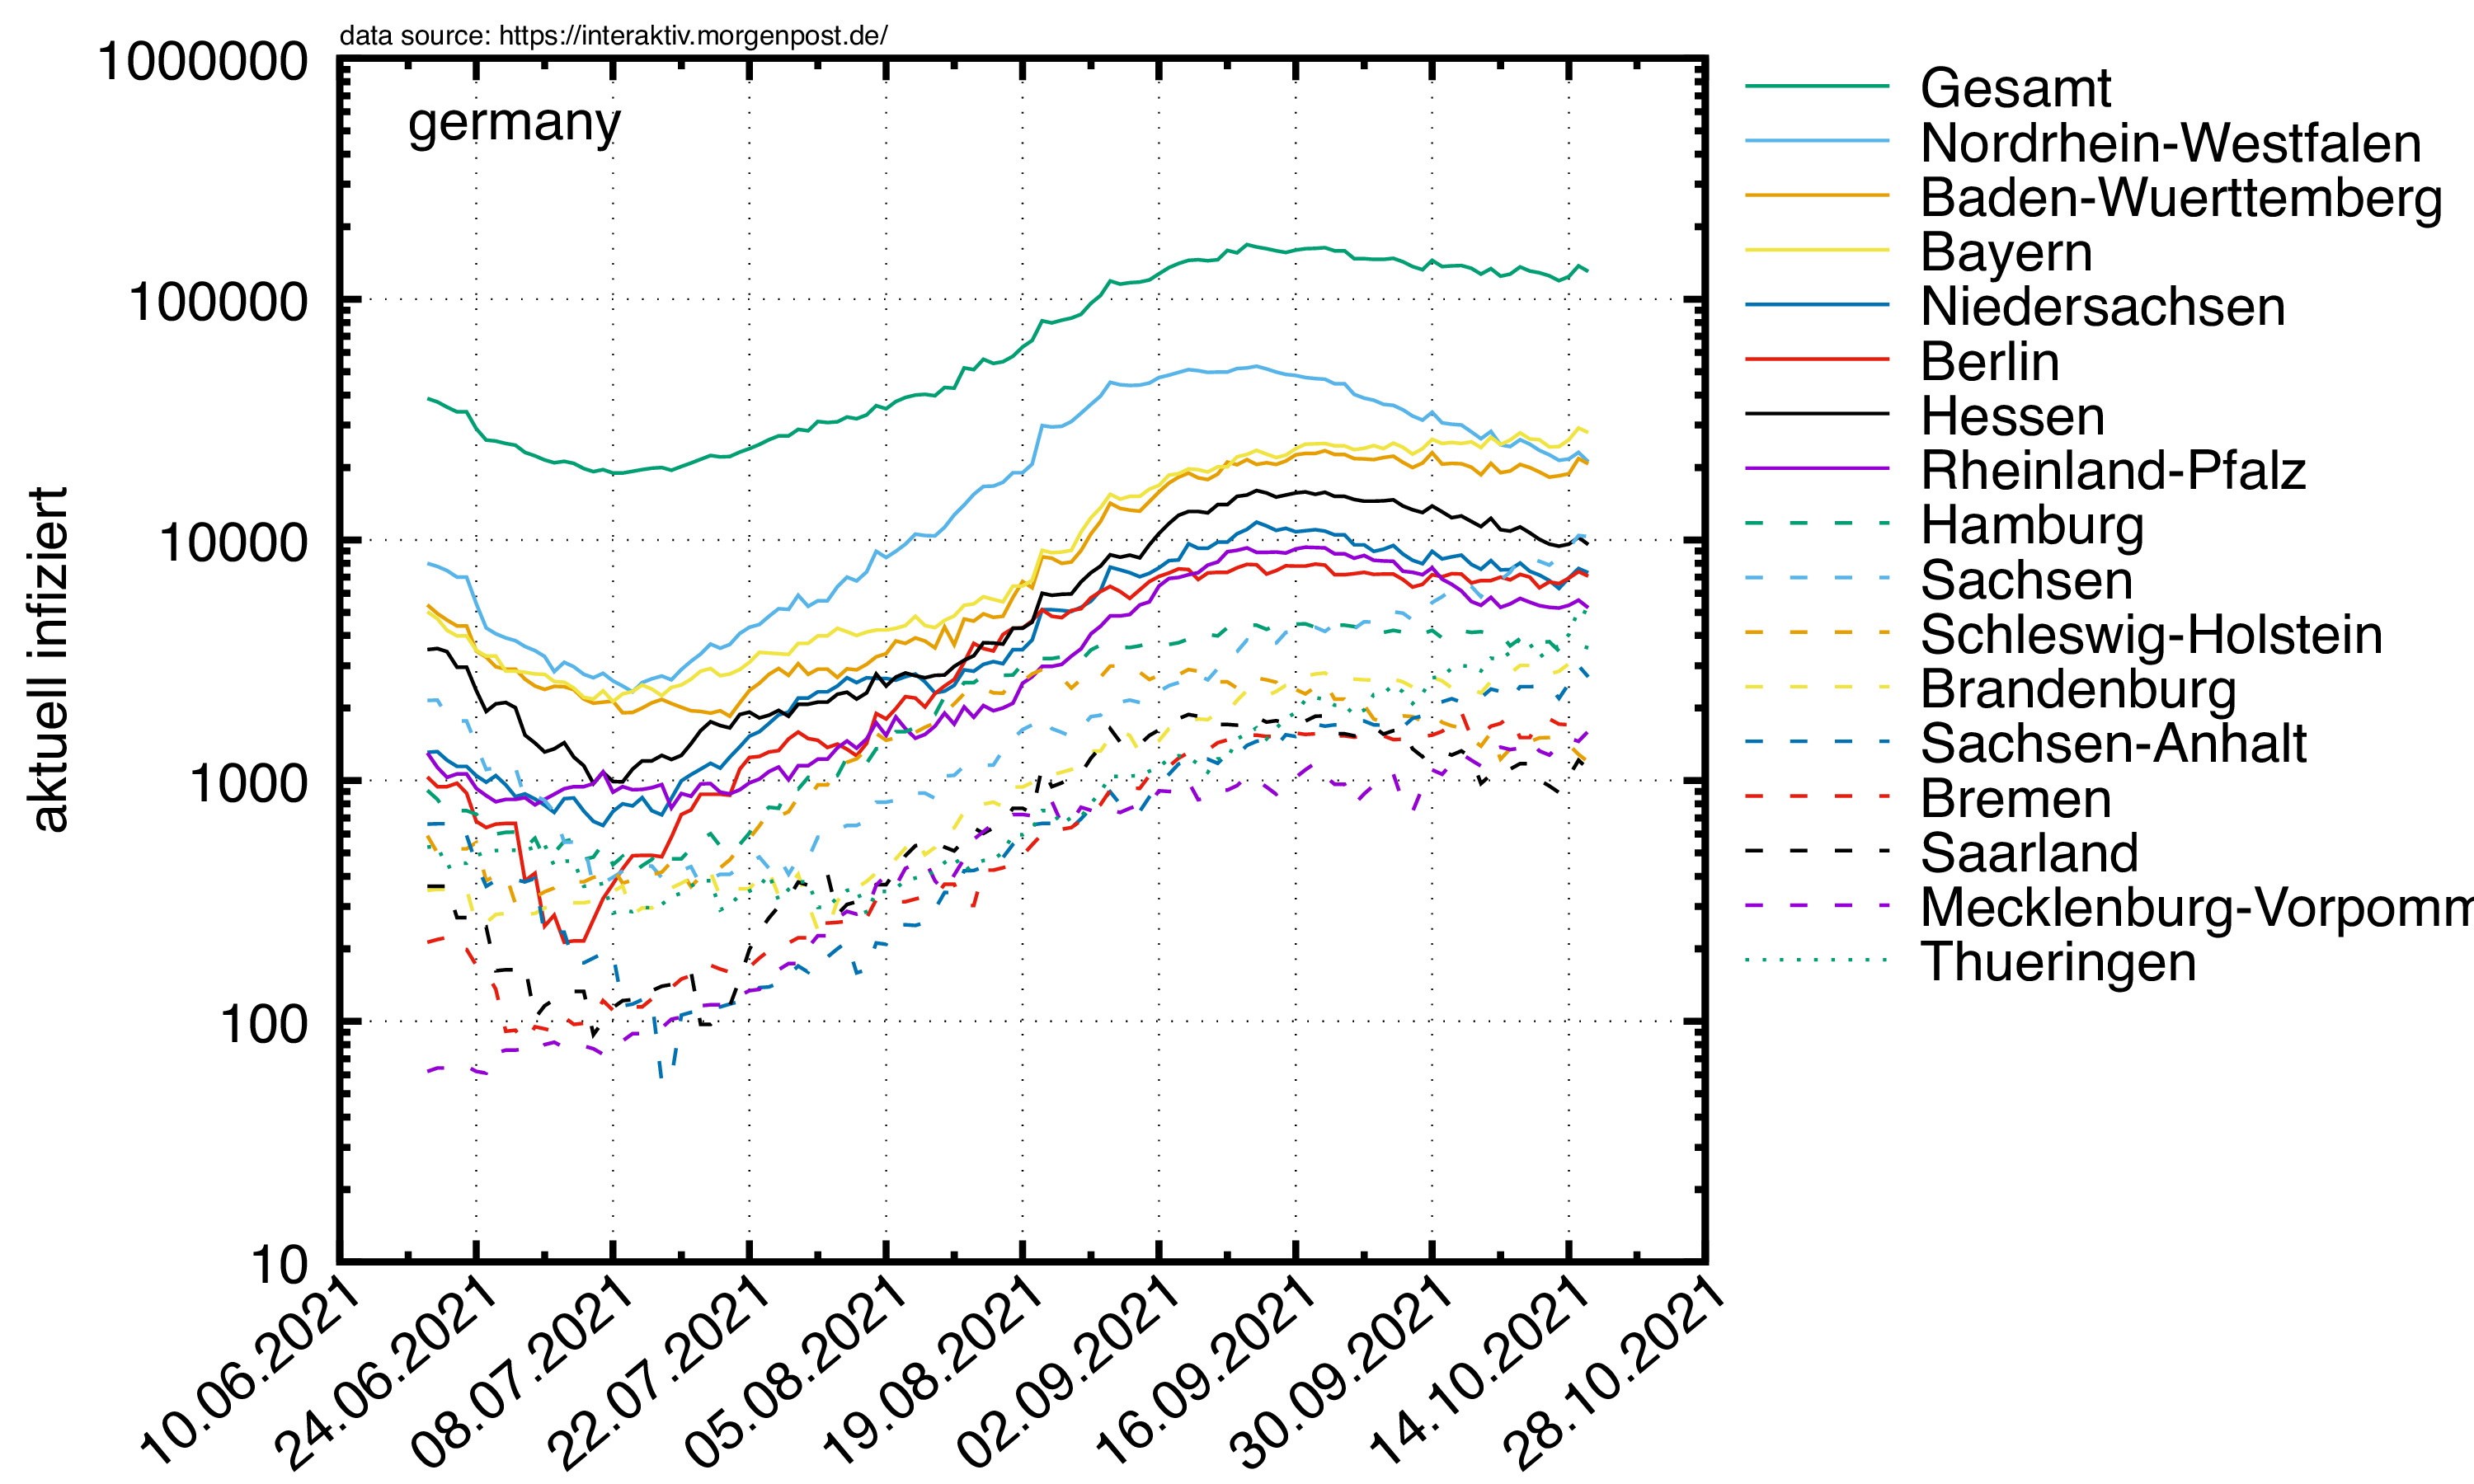 data source: https://interaktiv.morgenpost.de/
germany
aktuell infiziert
1000000
100000
10000
1000
100
10
10.06.2021
24.06.2021
08.07.2021
22.07.2021
05.08.2021
19.08.2021
02.09.2021
16.09.2021
30.09.2021
14.10.2021
28.10.2021
Gesamt
Nordrhein-Westfalen
Baden-Wuerttemberg
Bayern
Niedersachsen
Berlin
Hessen
Rheinland-Pfalz
Hamburg
Sachsen
Schleswig-Holstein
Brandenburg
Sachsen-Anhalt
Bremen
Saarland
Mecklenburg-Vorpomm
Thueringen